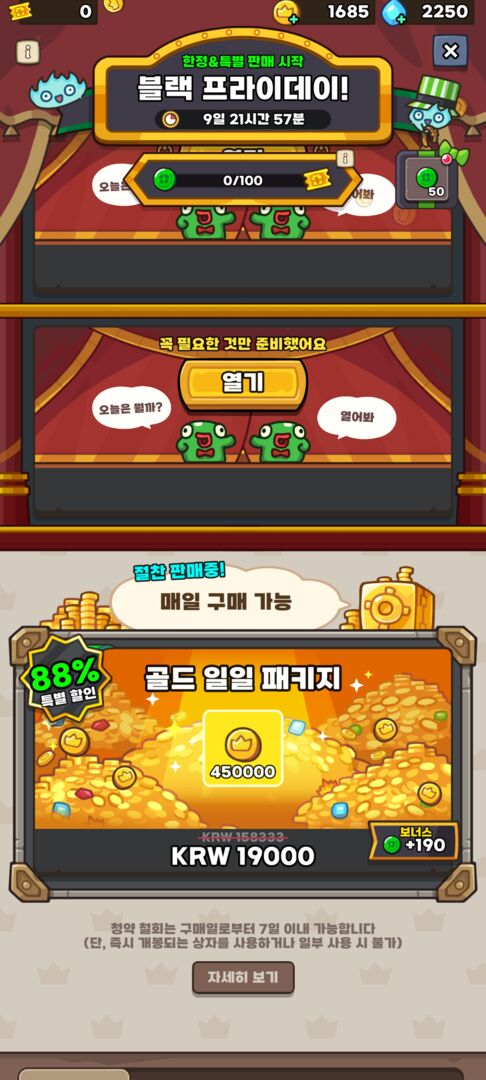 0
1685
2250
i
한정&특별 판매 시작
블랙 프라이데이!
9일 21시간 57분
0/100
i
50
꼭 필요한 것만 준비했어요
열기
오늘은 뭘까?
열어봐
절찬 판매중!
매일 구매 가능
88%
특별 할인
골드 일일 패키지
450000
KRW 158333
KRW 19000
보너스
+190
청약 철회는 구매일로부터 7일 이내 가능합니다
(단, 즉시 개봉되는 상자를 사용하거나 일부 사용 시 불가)
자세히 보기